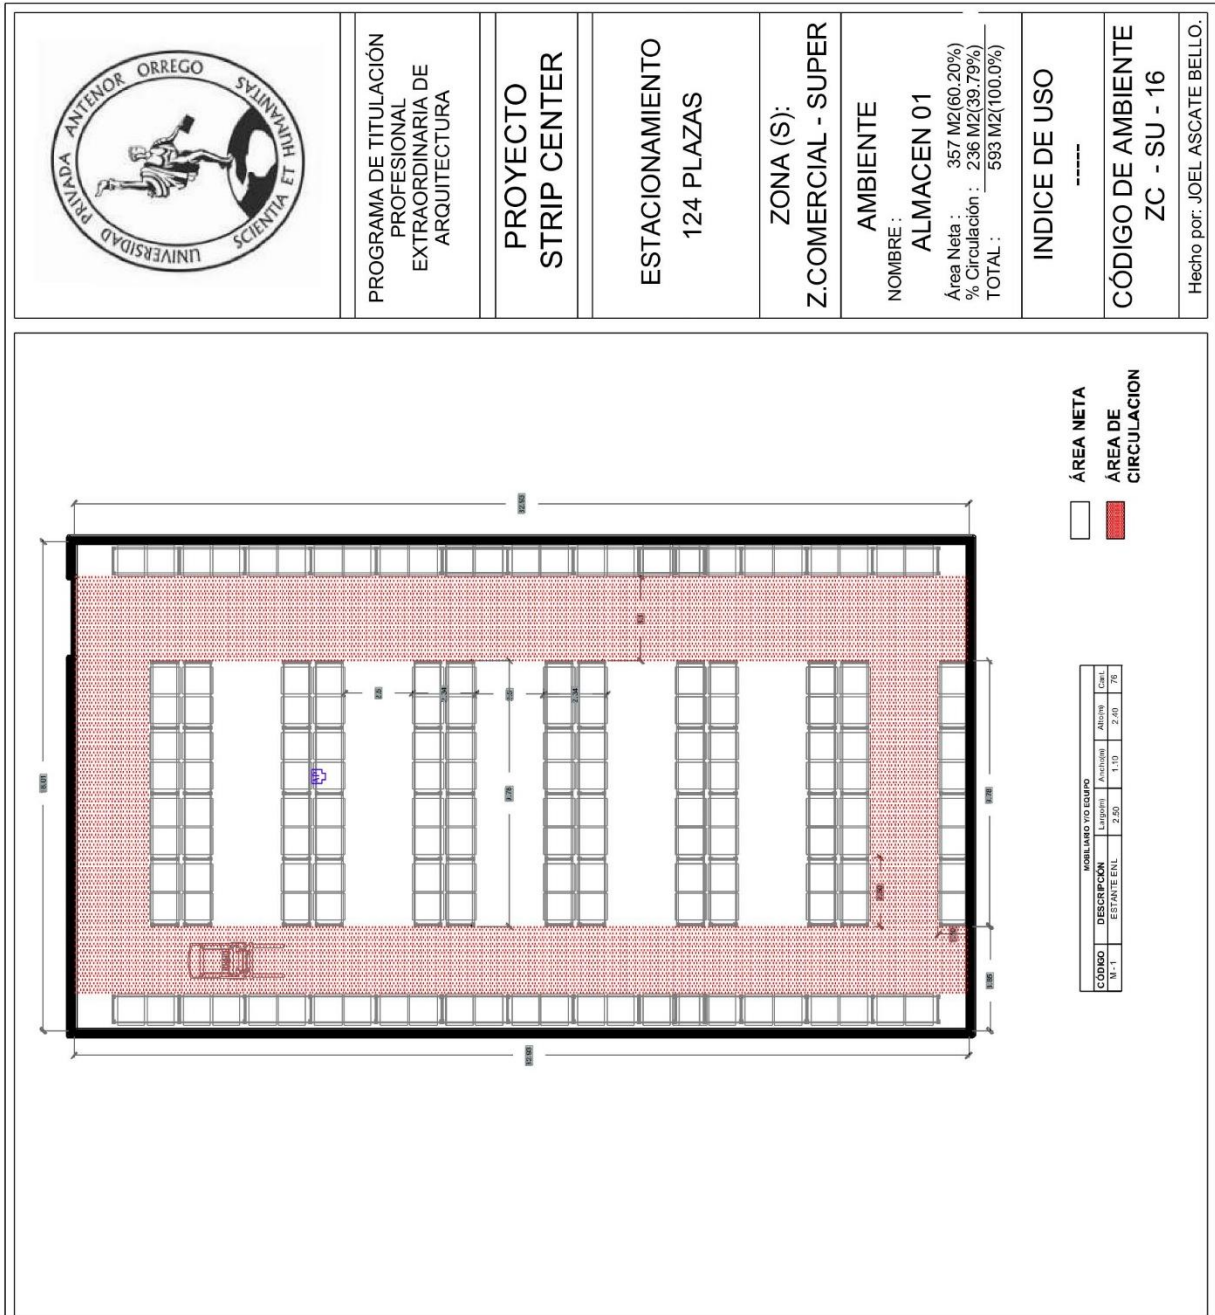 UNIVERSIDAD PRIVADA ANTENOR ORREGO
SCIENTIA ET HUMANITAS
PROGRAMA DE TITULACIÓN
PROFESIONAL
EXTRAORDINARIA DE
ARQUITECTURA
PROYECTO
STRIP CENTER
ESTACIONAMIENTO
124 PLAZAS
ZONA (S):
Z.COMERCIAL - SUPER
AMBIENTE
NOMBRE :
ALMACEN 01
Área Neta : 357 M2(60.20%)
% Circulación : 236 M2(39.79%)
TOTAL : 593 M2(100.0%)
INDICE DE USO
-----
CÓDIGO DE AMBIENTE
ZC - SU - 16
Hecho por: JOEL ASCATE BELLO.
ÁREA NETA
ÁREA DE
CIRCULACION
MOBILIARIO Y/O EQUIPO
CÓDIGO DESCRIPCIÓN Largo(m) Ancho(m) Alto(m) Cant.
M - 1 ESTANTE ENL 2.50 1.10 2.40 76